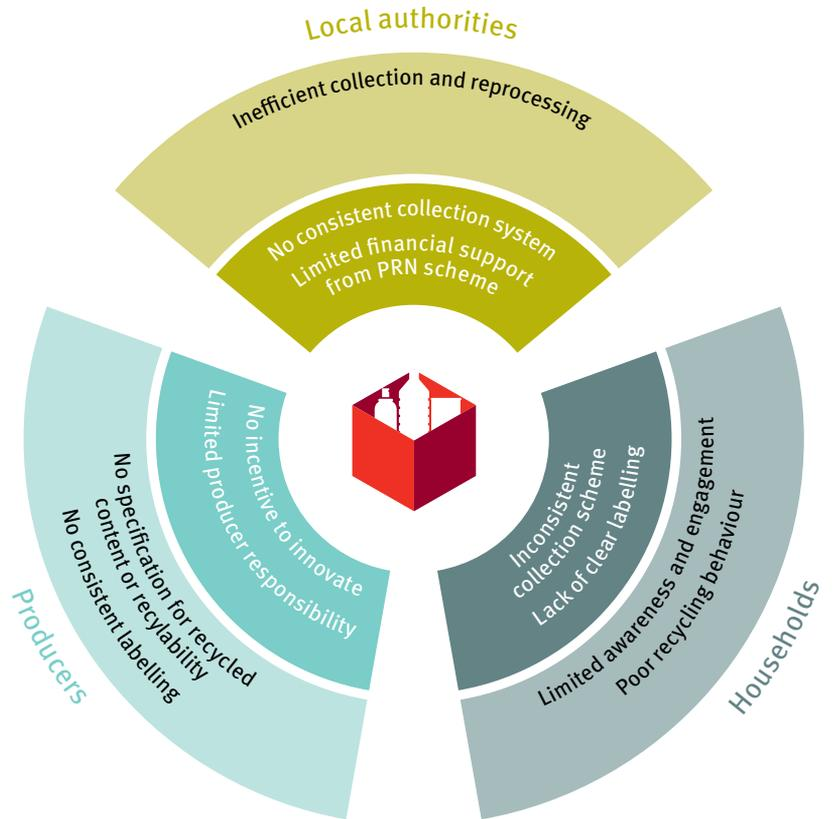 Local authorities
Inefficient collection and reprocessing
No consistent collection system
Limited financial support
from PRN scheme
Producers
No specification for recycled
content or recylability
No consistent labelling
No incentive to innovate
Limited producer responsibility
Households
Inconsistent
collection scheme
Lack of clear labelling
Limited awareness and engagement
Poor recycling behaviour